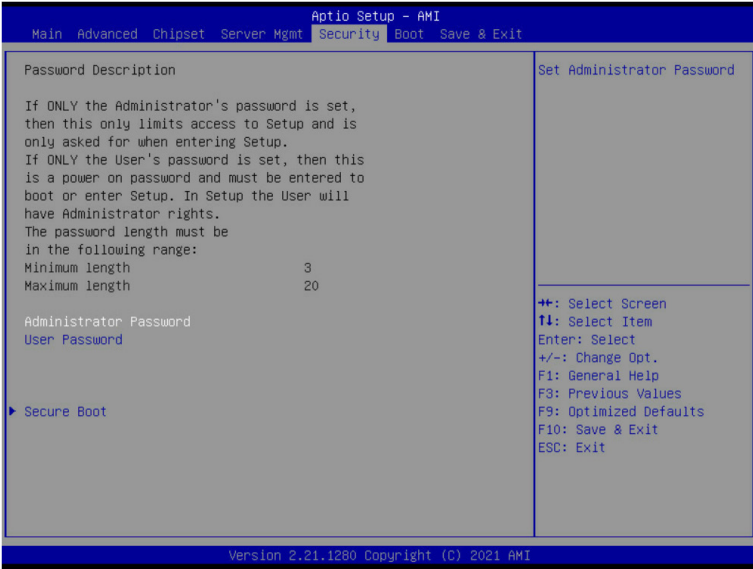 Aptio Setup – AMI
Main Advanced Chipset Server Mgmt Security Boot Save & Exit
Password Description
If ONLY the Administrator's password is set,
then this only limits access to Setup and is
only asked for when entering Setup.
If ONLY the User's password is set, then this
is a power on password and must be entered to
boot or enter Setup. In Setup the User will
have Administrator rights.
The password length must be
in the following range:
Minimum length 3
Maximum length 20
Administrator Password
User Password
▶ Secure Boot
Set Administrator Password
→←: Select Screen
↑↓: Select Item
Enter: Select
+/-: Change Opt.
F1: General Help
F3: Previous Values
F9: Optimized Defaults
F10: Save & Exit
ESC: Exit
Version 2.21.1280 Copyright (C) 2021 AMI